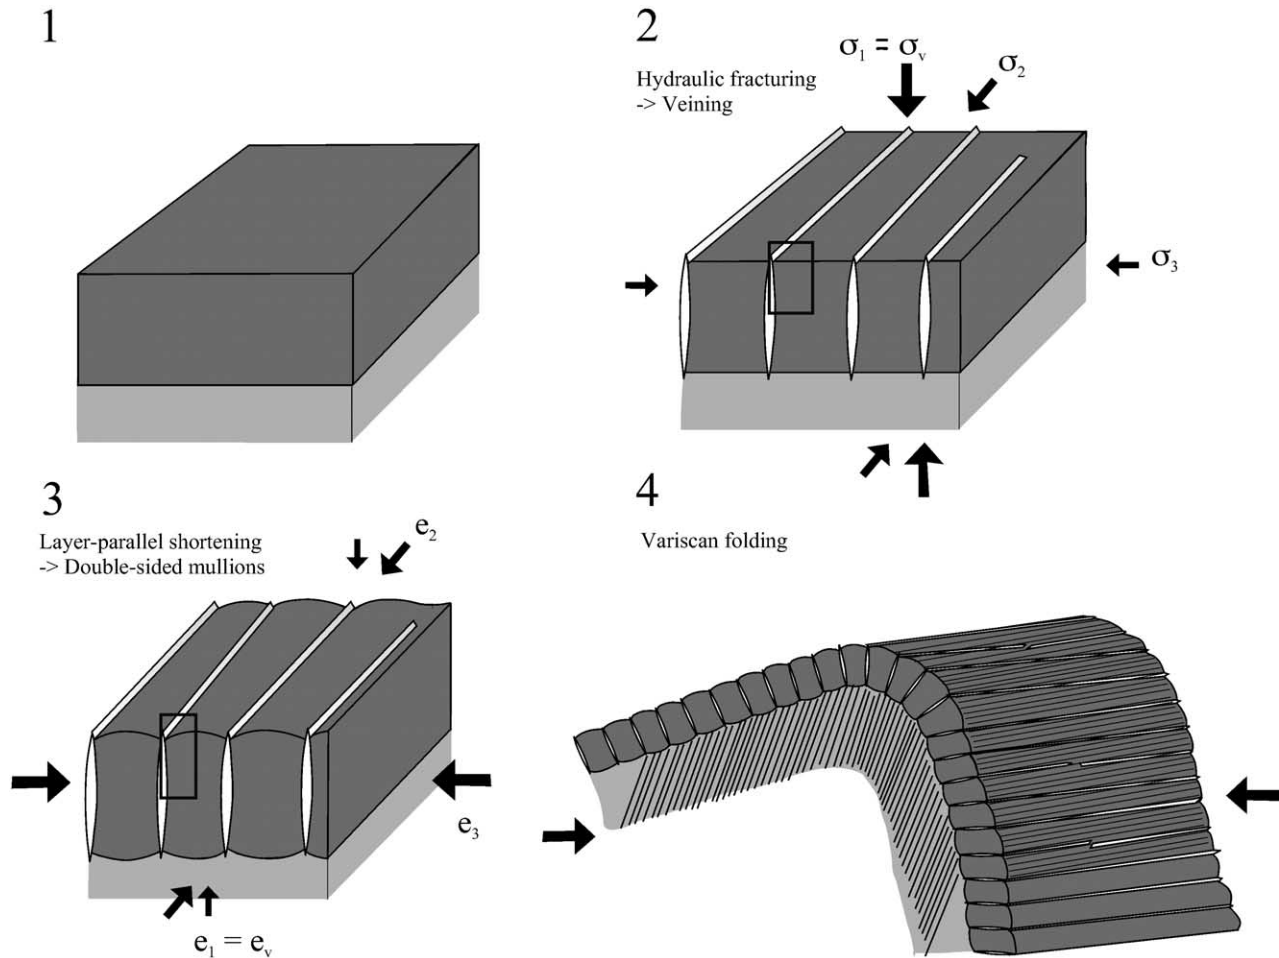 1
2
Hydraulic fracturing
-> Veining
σ₁ = σᵥ
σ₂
σ₃
3
Layer-parallel shortening
-> Double-sided mullions
e₂
e₃
e₁ = eᵥ
4
Variscan folding